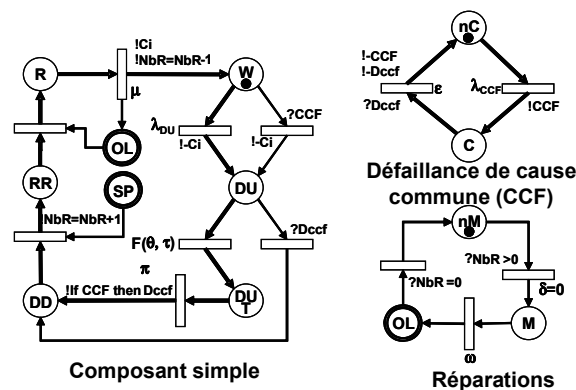 !Ci
!NbR=NbR-1
R
W
μ
λDU
!-Ci
?CCF
!-Ci
OL
SP
RR
DU
NbR=NbR+1
F(θ, τ)
?Dccf
π
!If CCF then Dccf
DD
DU
T
Composant simple
nC
!-CCF
!-Dccf
?Dccf
ε
λCCF
!CCF
C
Défaillance de cause
commune (CCF)
nM
?NbR >0
?NbR =0
δ=0
OL
M
ω
Réparations